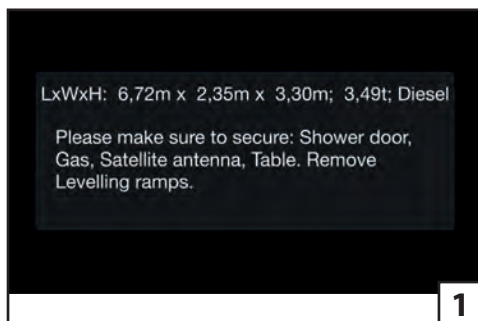 LxWxH: 6,72m x 2,35m x 3,30m; 3,49t; Diesel
Please make sure to secure: Shower door,
Gas, Satellite antenna, Table. Remove
Levelling ramps.
1